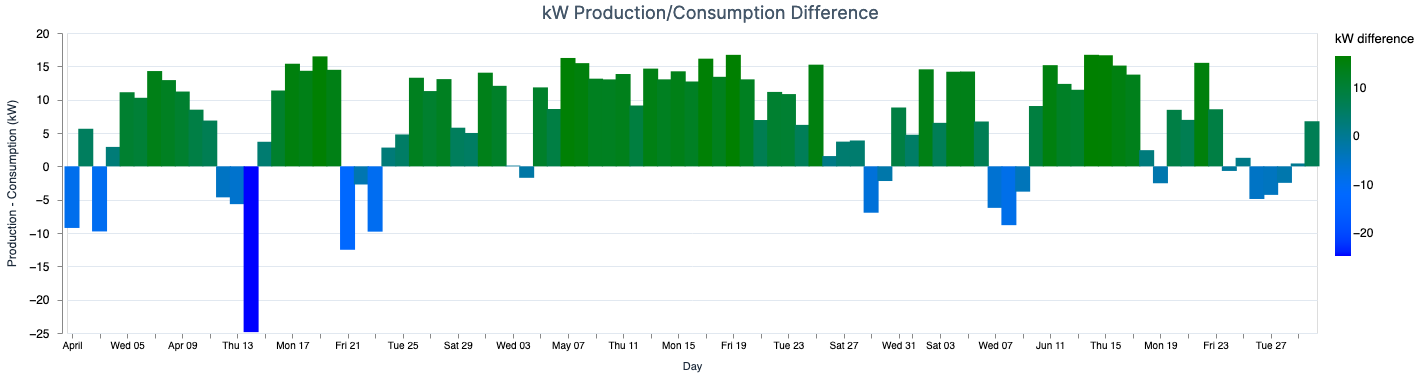 kW Production/Consumption Difference
kW difference
20
15
10
5
0
−5
−10
−15
−20
−25
Production - Consumption (kW)
10
0
−10
−20
April Wed 05 Apr 09 Thu 13 Mon 17 Fri 21 Tue 25 Sat 29 Wed 03 May 07 Thu 11 Mon 15 Fri 19 Tue 23 Sat 27 Wed 31 Sat 03 Wed 07 Jun 11 Thu 15 Mon 19 Fri 23 Tue 27
Day